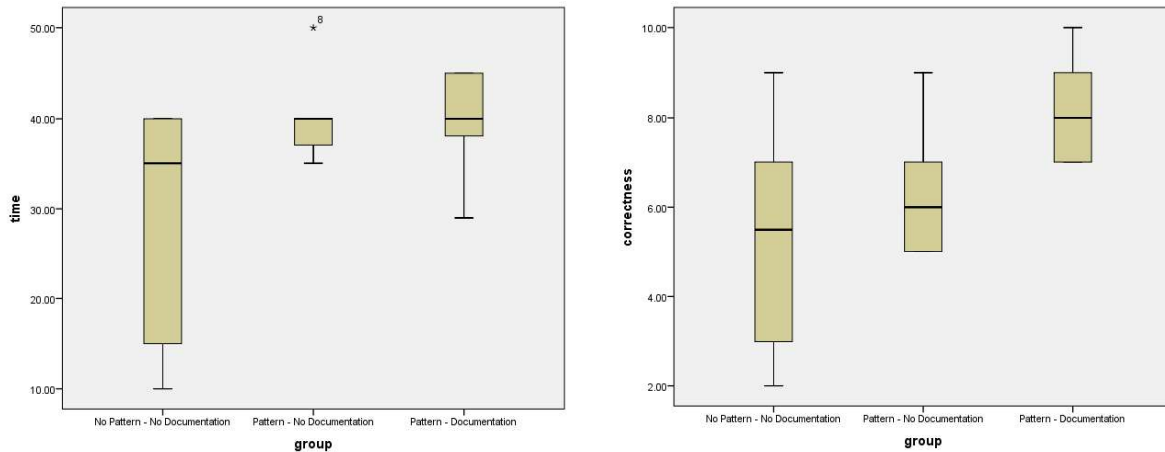 time
50.00
40.00
30.00
20.00
10.00
8
No Pattern - No Documentation
Pattern - No Documentation
Pattern - Documentation
group
correctness
10.00
8.00
6.00
4.00
2.00
No Pattern - No Documentation
Pattern - No Documentation
Pattern - Documentation
group